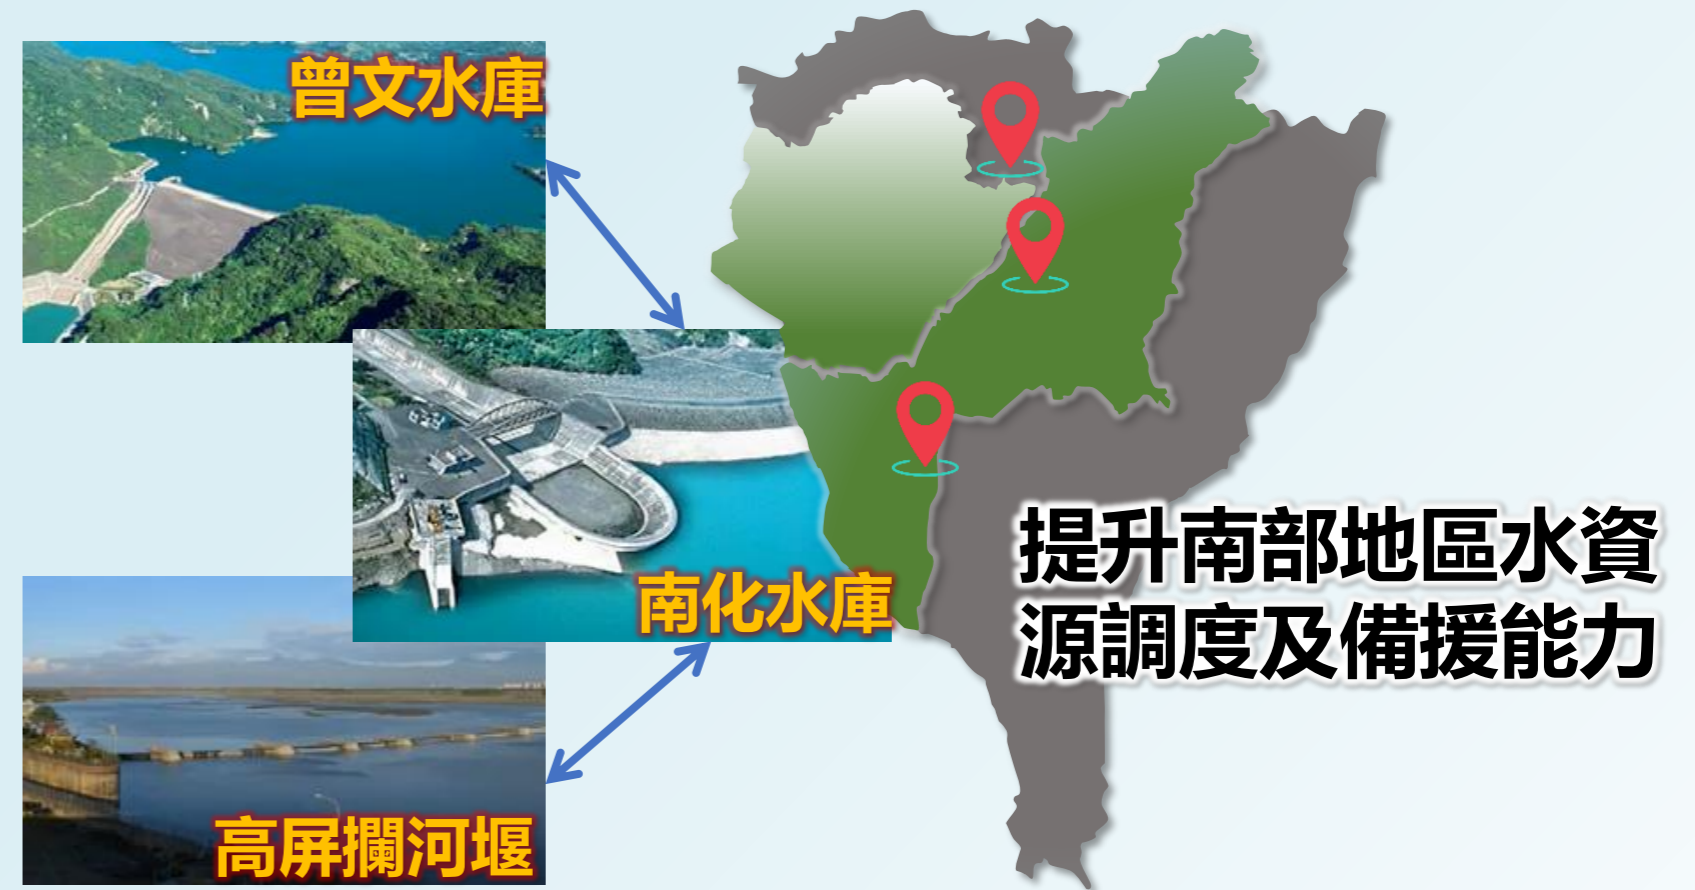 曾文水庫
南化水庫
高屏攔河堰
提升南部地區水資
源調度及備援能力